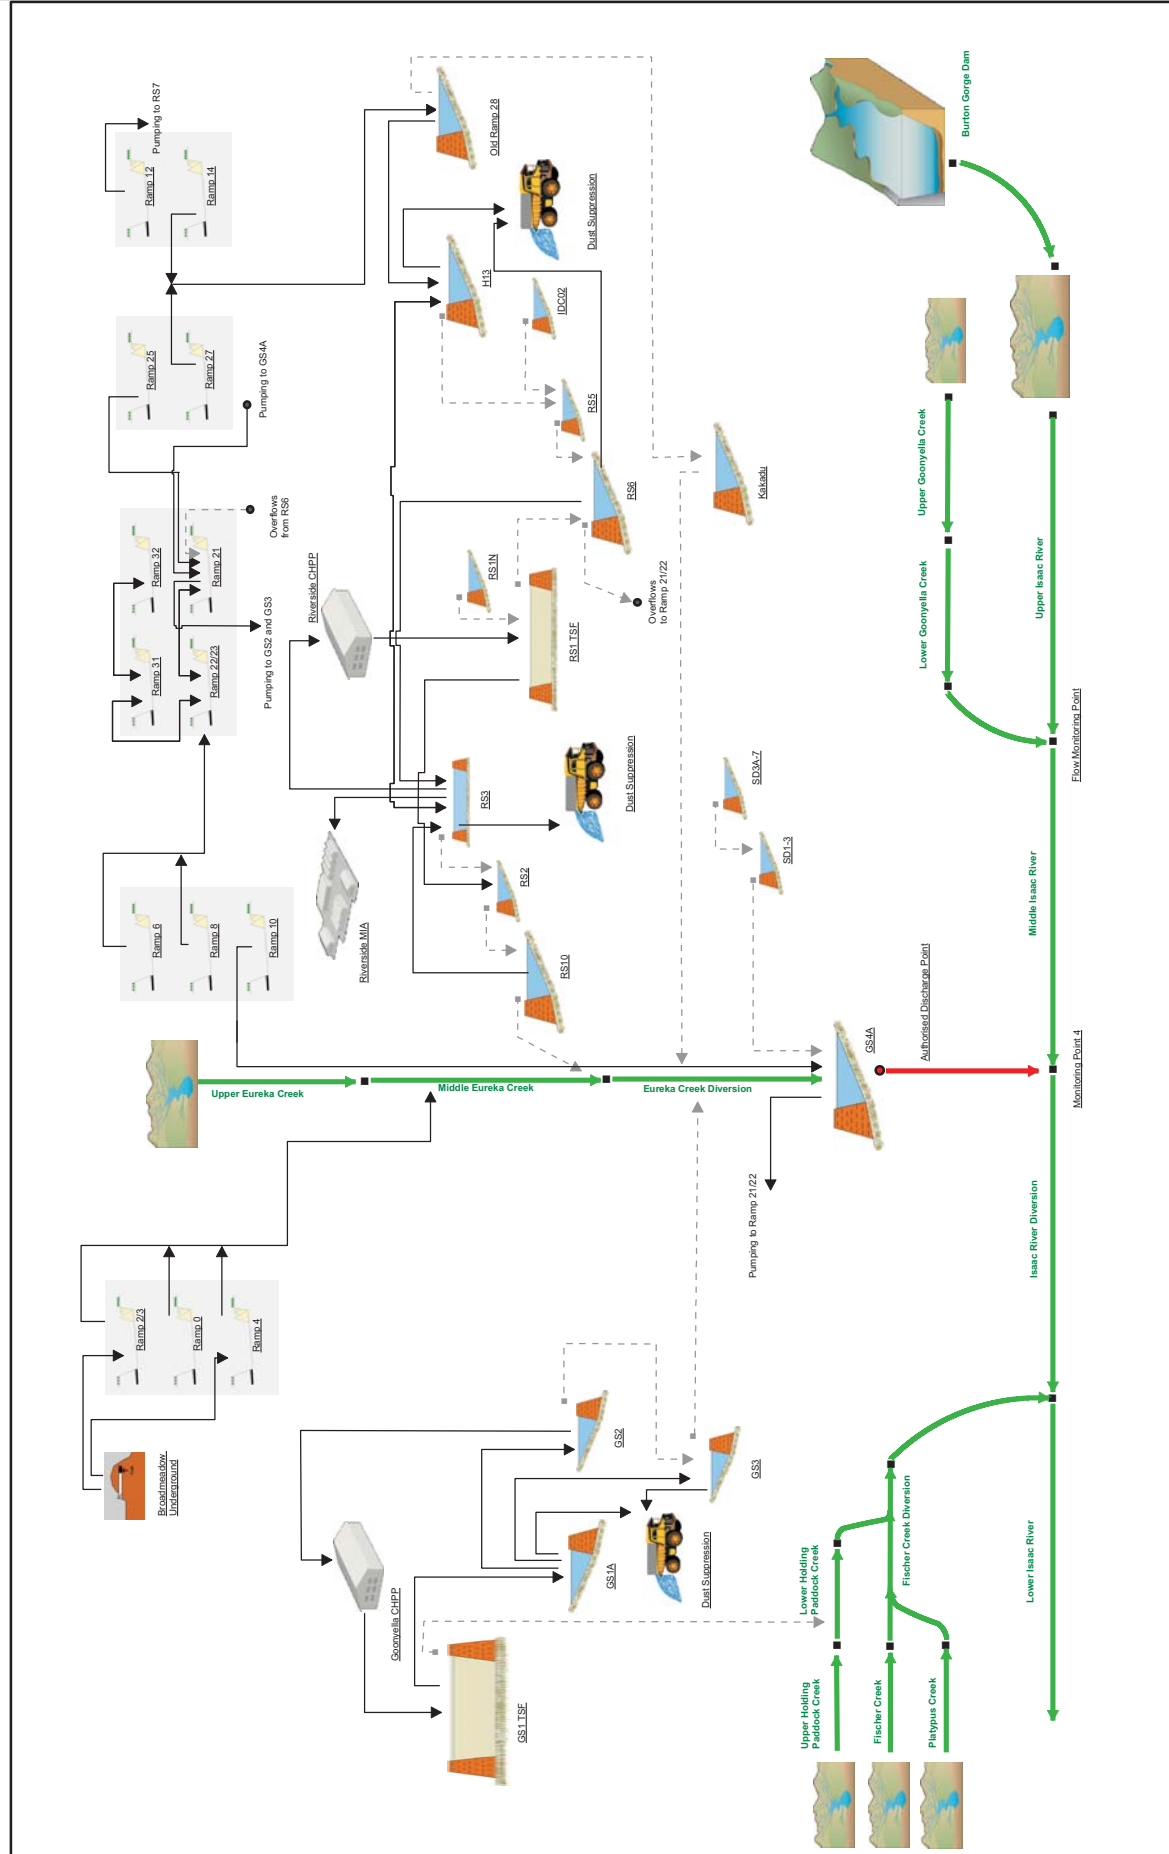 Broadmeadow
Underground
Ramp 2/3
Ramp 0
Ramp 4
Upper Eureka Creek
Middle Eureka Creek
Eureka Creek Diversion
Ramp 6
Ramp 8
Ramp 10
Ramp 31
Ramp 32
Ramp 22/23
Ramp 21
Pumping to GS2 and GS3
Overflows
from RS6
Ramp 25
Ramp 27
Pumping to GS4A
Ramp 12
Ramp 14
Pumping to RS7
Goonyella CHPP
GS1 TSF
GS1A
GS2
GS3
Dust Suppression
Riverside MIA
Riverside CHPP
RS3
RS2
RS10
Dust Suppression
RS1N
RS1 TSF
RS6
RS5
Overflows
to Ramp 21/22
H13
IDC02
Old Ramp 28
Dust Suppression
Kakadu
SD3A-7
SD1-3
GS4A
Pumping to Ramp 21/22
Authorised Discharge Point
Monitoring Point 4
Flow Monitoring Point
Burton Gorge Dam
Upper Goonyella Creek
Lower Goonyella Creek
Upper Isaac River
Middle Isaac River
Isaac River Diversion
Lower Isaac River
Upper Holding
Paddock Creek
Lower Holding
Paddock Creek
Fischer Creek
Fischer Creek Diversion
Platypus Creek